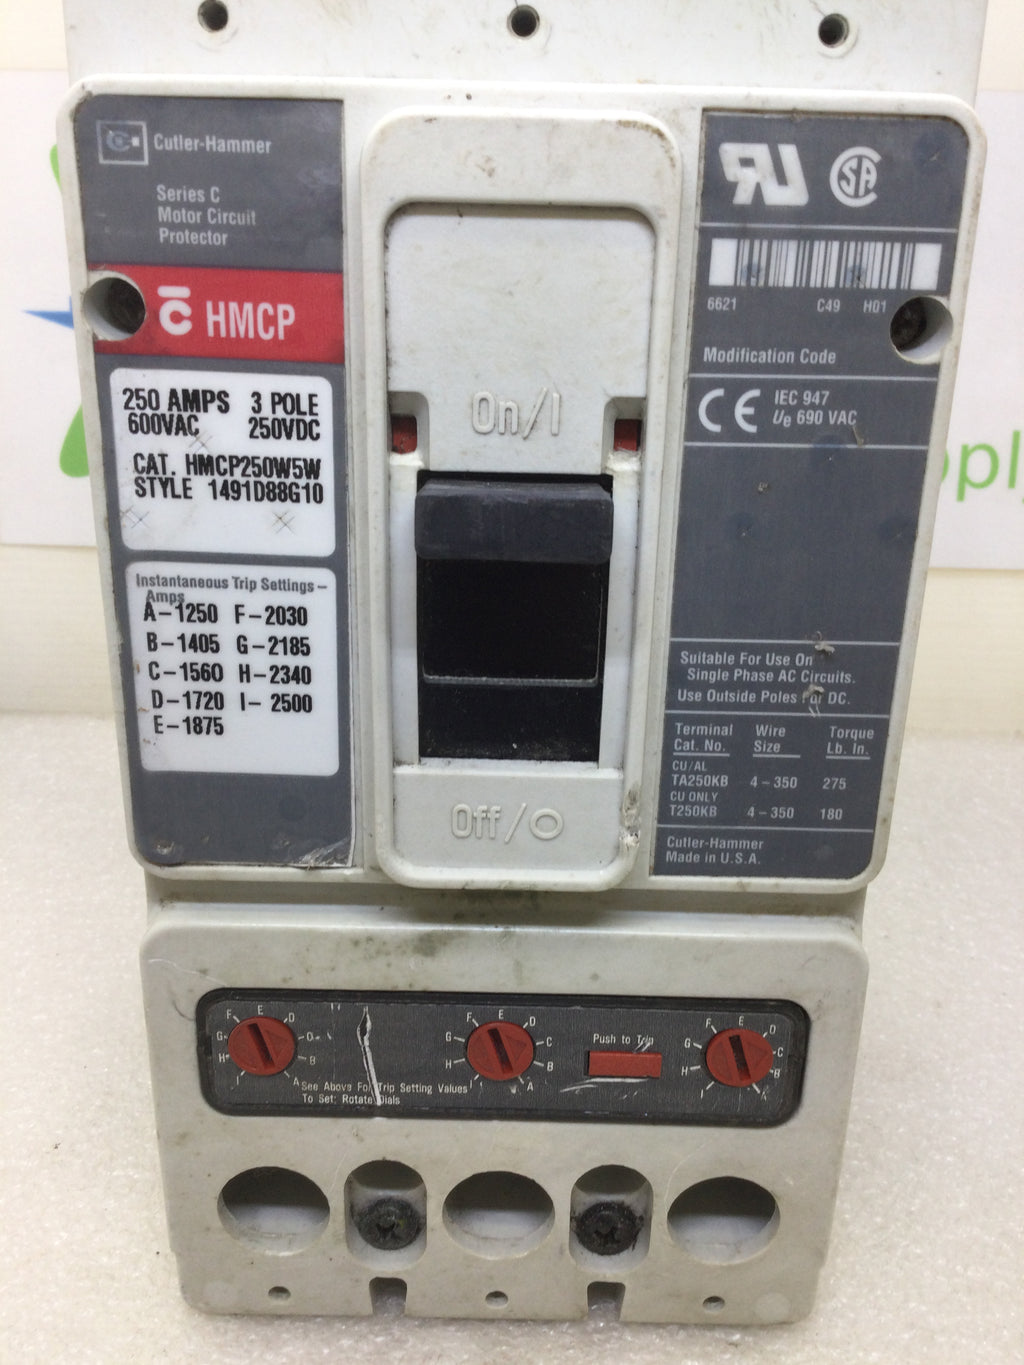 Cutler-Hammer
Series C
Motor Circuit
Protector
HMCP
250 AMPS 3 POLE
600VAC 250VDC
CAT. HMCP250W5W
STYLE 1491D88G10
Instantaneous Trip Settings–
Amps
A–1250 F–2030
B–1405 G–2185
C–1560 H–2340
D–1720 I–2500
E–1875
On/I
Off/O
RU CSA
6621 C49 H01
Modification Code
CE IEC 947
Ue 690 VAC
Suitable For Use On
Single Phase AC Circuits.
Use Outside Poles For DC.
Terminal Wire Torque
Cat. No. Size Lb. In.
CU/AL
TA250KB 4–350 275
CU ONLY
T250KB 4–350 180
Cutler-Hammer
Made in U.S.A.
pply
F E D
G
H B
I A
F E D
G C
H B
I A
Push to Trip
F E D
G C
H B
I A
See Above For Trip Setting Values
To Set: Rotate Dials